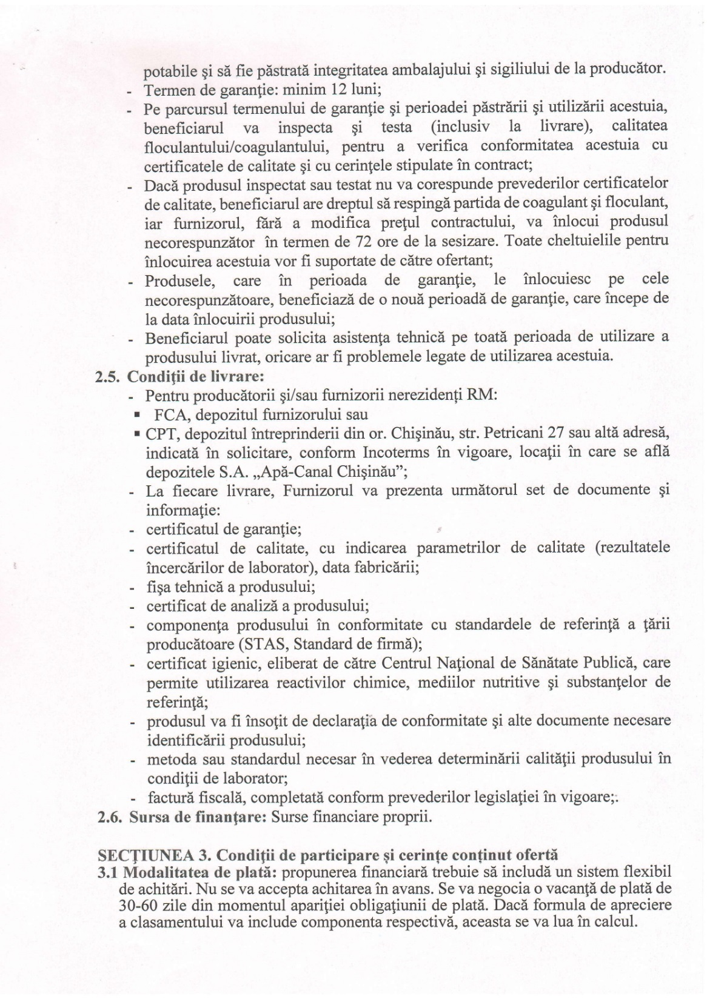 potabile şi să fie păstrată integritatea ambalajului şi sigiliului de la producător.
- Termen de garanţie: minim 12 luni;
- Pe parcursul termenului de garanţie şi perioadei păstrării şi utilizării acestuia,
beneficiarul va inspecta şi testa (inclusiv la livrare), calitatea
floculantului/coagulantului, pentru a verifica conformitatea acestuia cu
certificatele de calitate şi cu cerinţele stipulate în contract;
- Dacă produsul inspectat sau testat nu va corespunde prevederilor certificatelor
de calitate, beneficiarul are dreptul să respingă partida de coagulant şi floculant,
iar furnizorul, fără a modifica preţul contractului, va înlocui produsul
necorespunzător în termen de 72 ore de la sesizare. Toate cheltuielile pentru
înlocuirea acestuia vor fi suportate de către ofertant;
- Produsele, care în perioada de garanţie, le înlocuiesc pe cele
necorespunzătoare, beneficiază de o nouă perioadă de garanţie, care începe de
la data înlocuirii produsului;
- Beneficiarul poate solicita asistenţa tehnică pe toată perioada de utilizare a
produsului livrat, oricare ar fi problemele legate de utilizarea acestuia.
2.5. Condiţii de livrare:
- Pentru producătorii şi/sau furnizorii nerezidenți RM:
▪ FCA, depozitul furnizorului sau
▪ CPT, depozitul întreprinderii din or. Chişinău, str. Petricani 27 sau altă adresă,
indicată în solicitare, conform Incoterms în vigoare, locaţii în care se află
depozitele S.A. „Apă-Canal Chişinău”;
- La fiecare livrare, Furnizorul va prezenta următorul set de documente şi
informaţie:
- certificatul de garanţie;
- certificatul de calitate, cu indicarea parametrilor de calitate (rezultatele
încercărilor de laborator), data fabricării;
- fişa tehnică a produsului;
- certificat de analiză a produsului;
- componenţa produsului în conformitate cu standardele de referinţă a ţării
producătoare (STAS, Standard de firmă);
- certificat igienic, eliberat de către Centrul Naţional de Sănătate Publică, care
permite utilizarea reactivilor chimice, mediilor nutritive şi substanţelor de
referinţă;
- produsul va fi însoţit de declaraţia de conformitate şi alte documente necesare
identificării produsului;
- metoda sau standardul necesar în vederea determinării calităţii produsului în
condiţii de laborator;
- factură fiscală, completată conform prevederilor legislaţiei în vigoare;.
2.6. Sursa de finanţare: Surse financiare proprii.
SECŢIUNEA 3. Condiţii de participare și cerințe conținut ofertă
3.1 Modalitatea de plată: propunerea financiară trebuie să includă un sistem flexibil
de achitări. Nu se va accepta achitarea în avans. Se va negocia o vacanţă de plată de
30-60 zile din momentul apariţiei obligaţiunii de plată. Dacă formula de apreciere
a clasamentului va include componenta respectivă, aceasta se va lua în calcul.